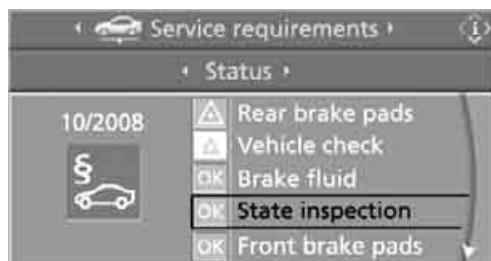 Service requirements
i
Status
10/2008
Rear brake pads
Vehicle check
§
OK Brake fluid
OK State inspection
OK Front brake pads